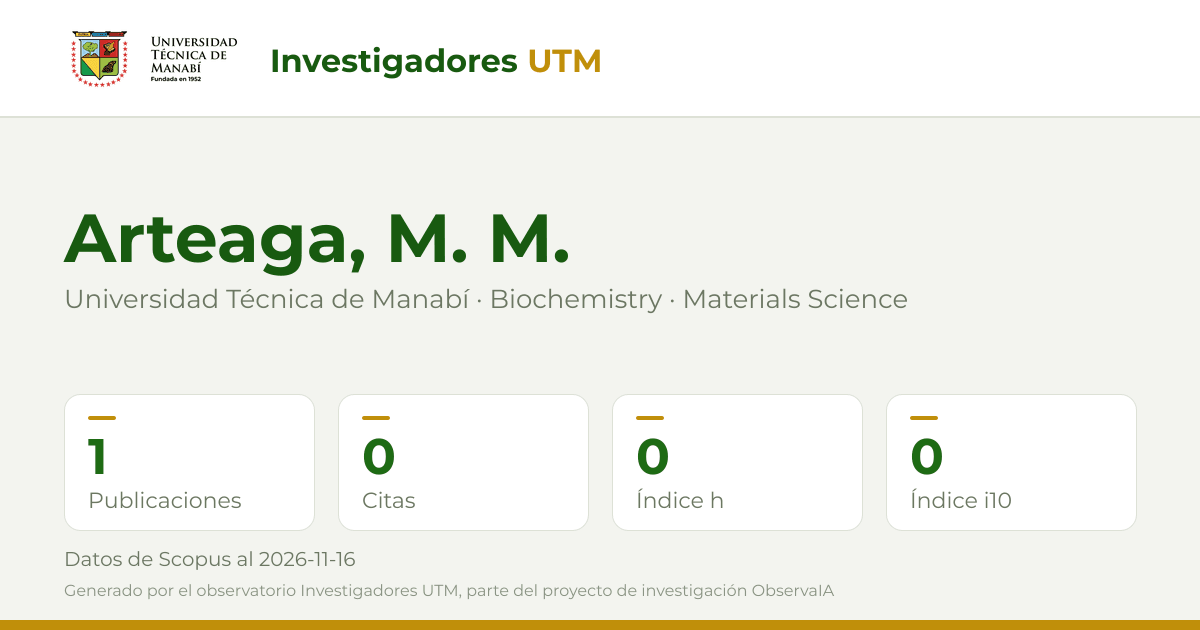 UNIVERSIDAD
TÉCNICA DE
MANABÍ
Fundada en 1952
Investigadores UTM
Arteaga, M. M.
Universidad Técnica de Manabí · Biochemistry · Materials Science
1
Publicaciones
0
Citas
0
Índice h
0
Índice i10
Datos de Scopus al 2026-11-16
Generado por el observatorio Investigadores UTM, parte del proyecto de investigación ObservaIA